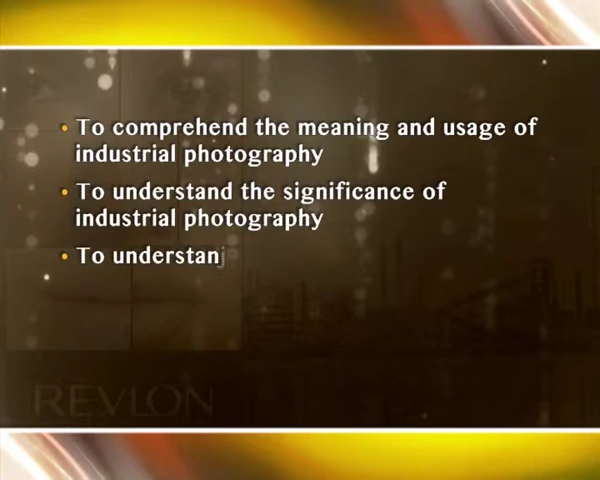 • To comprehend the meaning and usage of
industrial photography
• To understand the significance of
industrial photography
• To understan
REVLON